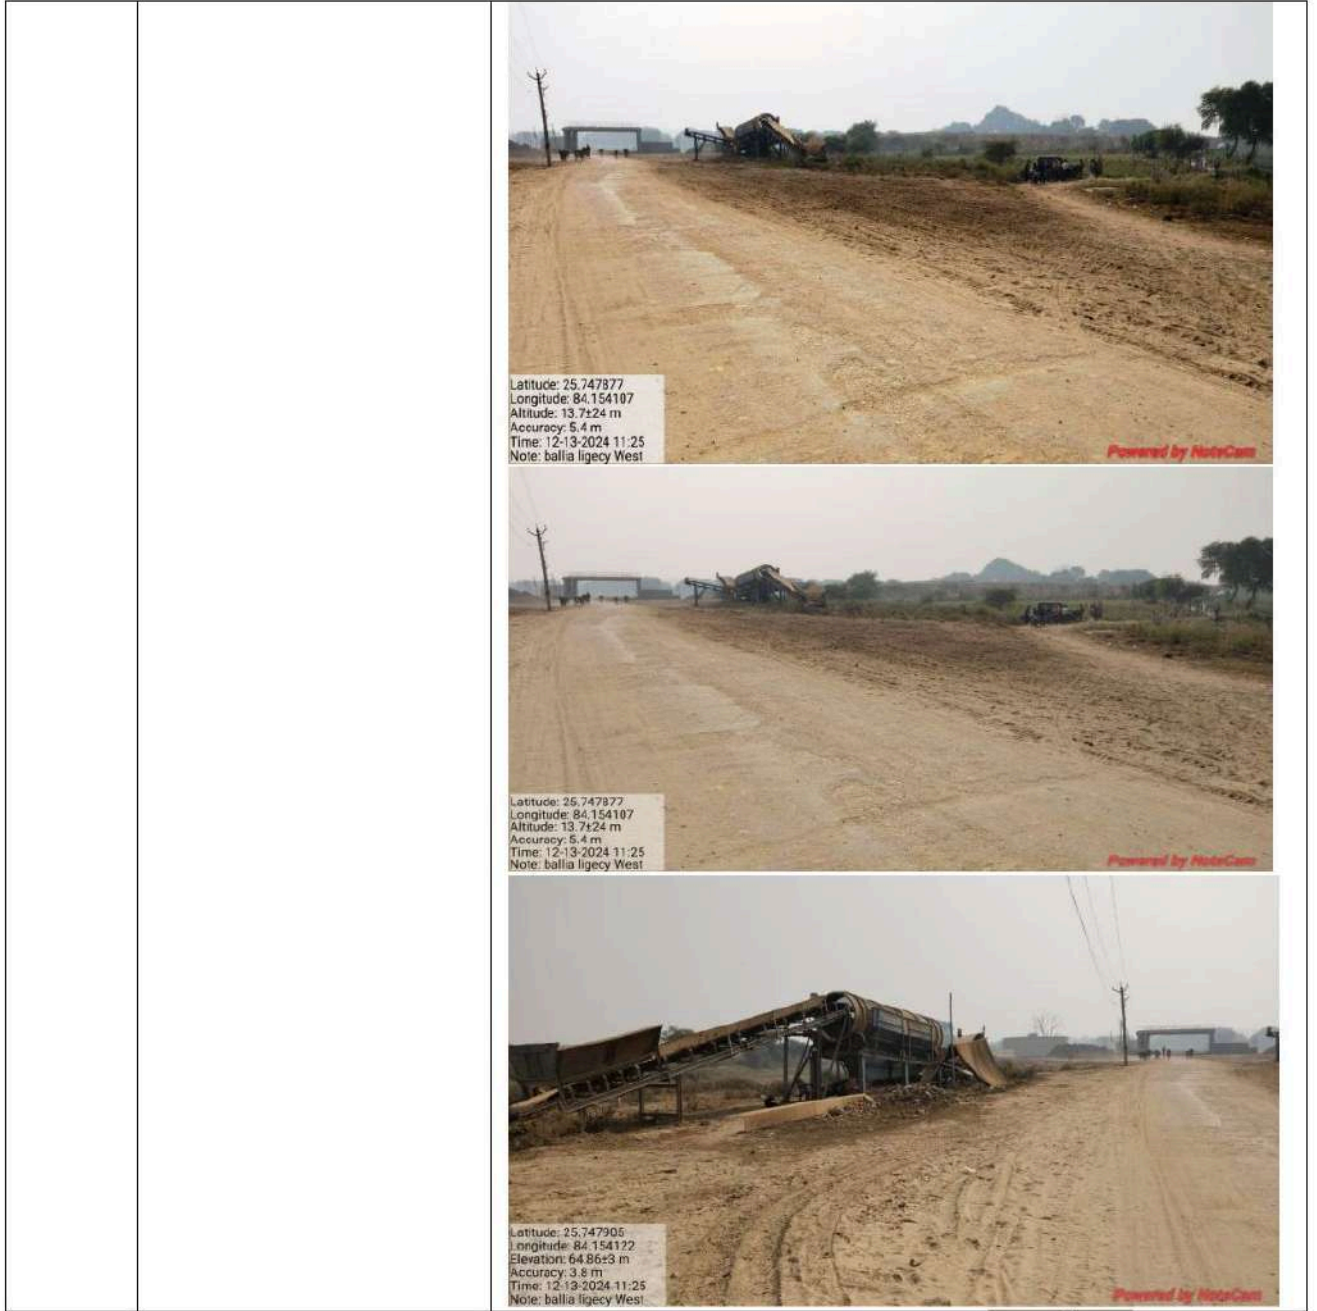 Latitude: 25.747877
Longitude: 84.154107
Altitude: 13.7±24 m
Accuracy: 5.4 m
Time: 12-13-2024 11:25
Note: ballia ligecy West
Powered by NoteCam
Latitude: 25.747877
Longitude: 84.154107
Altitude: 13.7±24 m
Accuracy: 5.4 m
Time: 12-13-2024 11:25
Note: ballia ligecy West
Powered by NoteCam
Latitude: 25.747905
Longitude: 84.154122
Elevation: 64.86±3 m
Accuracy: 3.8 m
Time: 12-13-2024 11:25
Note: ballia ligecy West
Powered by NoteCam